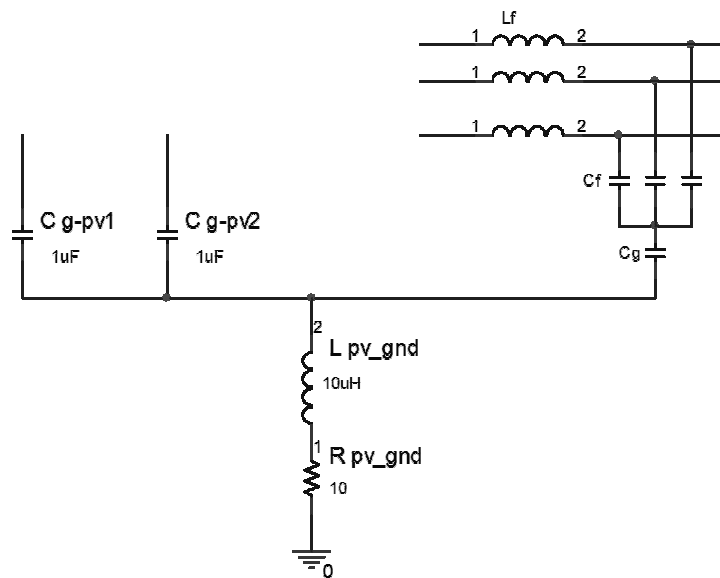 Lf
1 2
1 2
1 2
Cf
C g-pv1
C g-pv2
1uF
1uF
Cg
2
L pv_gnd
10uH
1
R pv_gnd
10
0